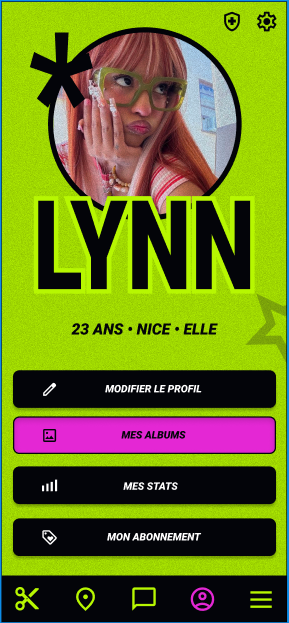 LYNN
23 ANS • NICE • ELLE
MODIFIER LE PROFIL
MES ALBUMS
MES STATS
MON ABONNEMENT